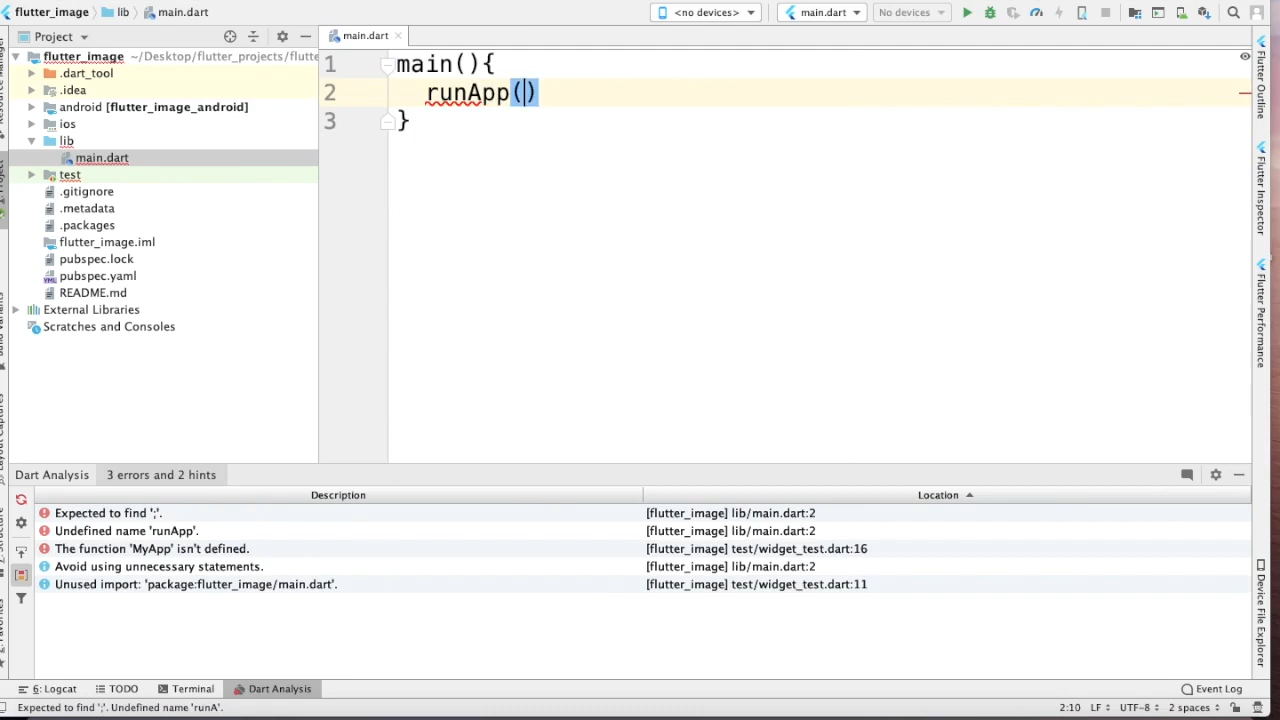 flutter_image lib main.dart <no devices> main.dart No devices
Project
main.dart
flutter_image ~/Desktop/flutter_projects/flutte
.dart_tool
.idea
android [flutter_image_android]
ios
lib
main.dart
test
.gitignore
.metadata
.packages
flutter_image.iml
pubspec.lock
pubspec.yaml
README.md
External Libraries
Scratches and Consoles
1 main(){
2 runApp()
3 }
Flutter Outline
Flutter Inspector
Flutter Performance
Device File Explorer
Dart Analysis 3 errors and 2 hints
Description Location
Expected to find ';'. [flutter_image] lib/main.dart:2
Undefined name 'runApp'. [flutter_image] lib/main.dart:2
The function 'MyApp' isn't defined. [flutter_image] test/widget_test.dart:16
Avoid using unnecessary statements. [flutter_image] lib/main.dart:2
Unused import: 'package:flutter_image/main.dart'. [flutter_image] test/widget_test.dart:11
6: Logcat TODO Terminal Dart Analysis Event Log
Expected to find ';'. Undefined name 'runA'. 2:10 LF UTF-8 2 spaces